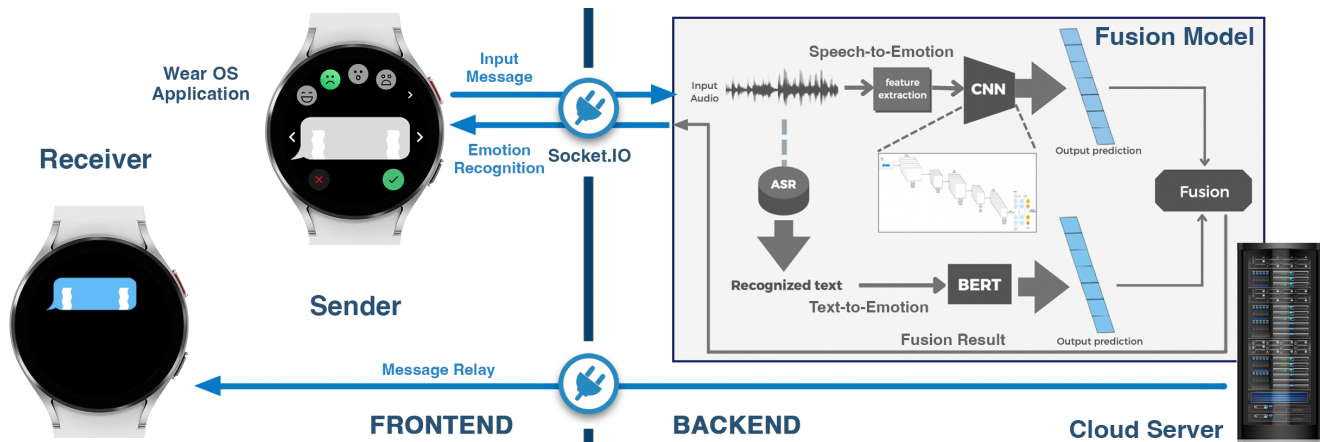 Wear OS
Application
Receiver
Sender
Input
Message
Emotion
Recognition
Socket.IO
Fusion Model
Speech-to-Emotion
Input
Audio
feature
extraction
CNN
Output prediction
ASR
Fusion
Recognized text
BERT
Text-to-Emotion
Output prediction
Fusion Result
Message Relay
FRONTEND
BACKEND
Cloud Server